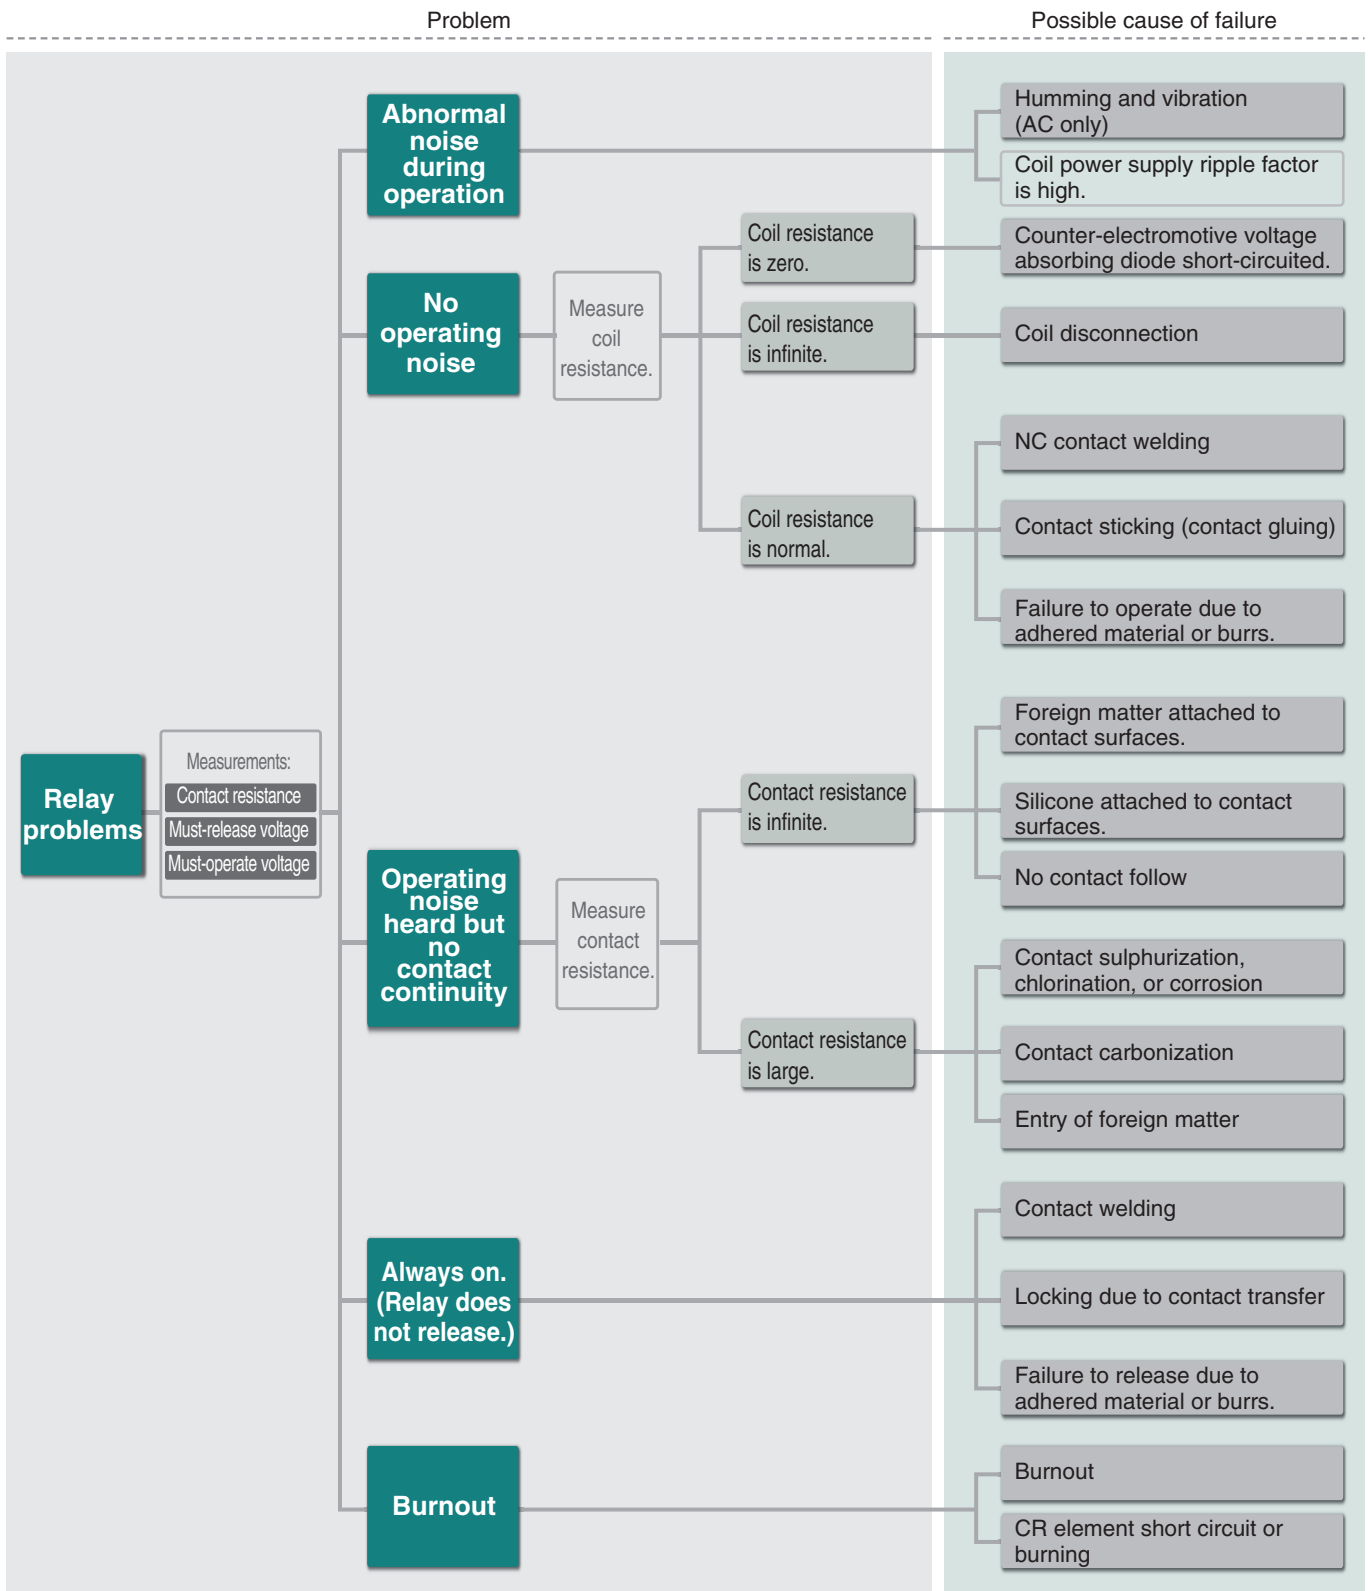 Problem
Possible cause of failure
Relay
problems
Measurements:
Contact resistance
Must-release voltage
Must-operate voltage
Abnormal
noise
during
operation
Humming and vibration
(AC only)
Coil power supply ripple factor
is high.
No
operating
noise
Measure
coil
resistance.
Coil resistance
is zero.
Counter-electromotive voltage
absorbing diode short-circuited.
Coil resistance
is infinite.
Coil disconnection
Coil resistance
is normal.
NC contact welding
Contact sticking (contact gluing)
Failure to operate due to
adhered material or burrs.
Operating
noise
heard but
no
contact
continuity
Measure
contact
resistance.
Contact resistance
is infinite.
Foreign matter attached to
contact surfaces.
Silicone attached to contact
surfaces.
No contact follow
Contact resistance
is large.
Contact sulphurization,
chlorination, or corrosion
Contact carbonization
Entry of foreign matter
Always on.
(Relay does
not release.)
Contact welding
Locking due to contact transfer
Failure to release due to
adhered material or burrs.
Burnout
Burnout
CR element short circuit or
burning